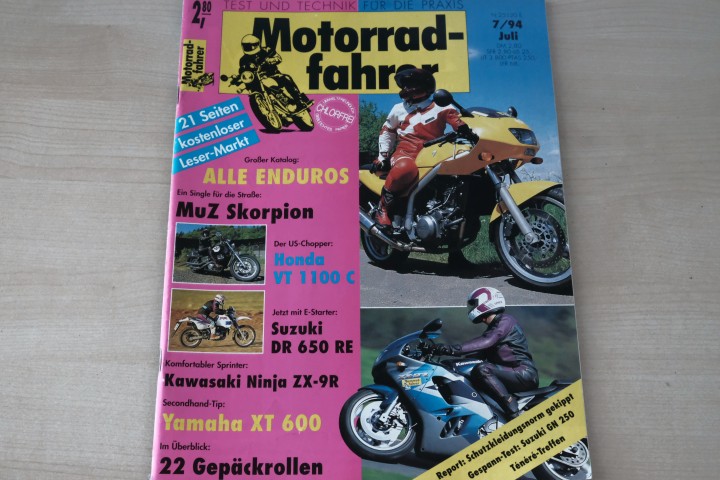 TEST UND TECHNIK FÜR DIE PRAXIS
2,80
Motorrad-
fahrer
7/94
Juli
Motorrad-
fahrer
CHLORFREI
21 Seiten
kostenloser
Leser-Markt
Großer Katalog:
ALLE ENDUROS
Ein Single für die Straße:
MuZ Skorpion
Der US-Chopper:
Honda
VT 1100 C
Jetzt mit E-Starter:
Suzuki
DR 650 RE
Komfortabler Sprinter:
Kawasaki Ninja ZX-9R
Secondhand-Tip:
Yamaha XT 600
Im Überblick:
22 Gepäckrollen
Report: Schutzkleidungsnorm gekippt
Gespann-Test: Suzuki GN 250
Ténéré-Treffen